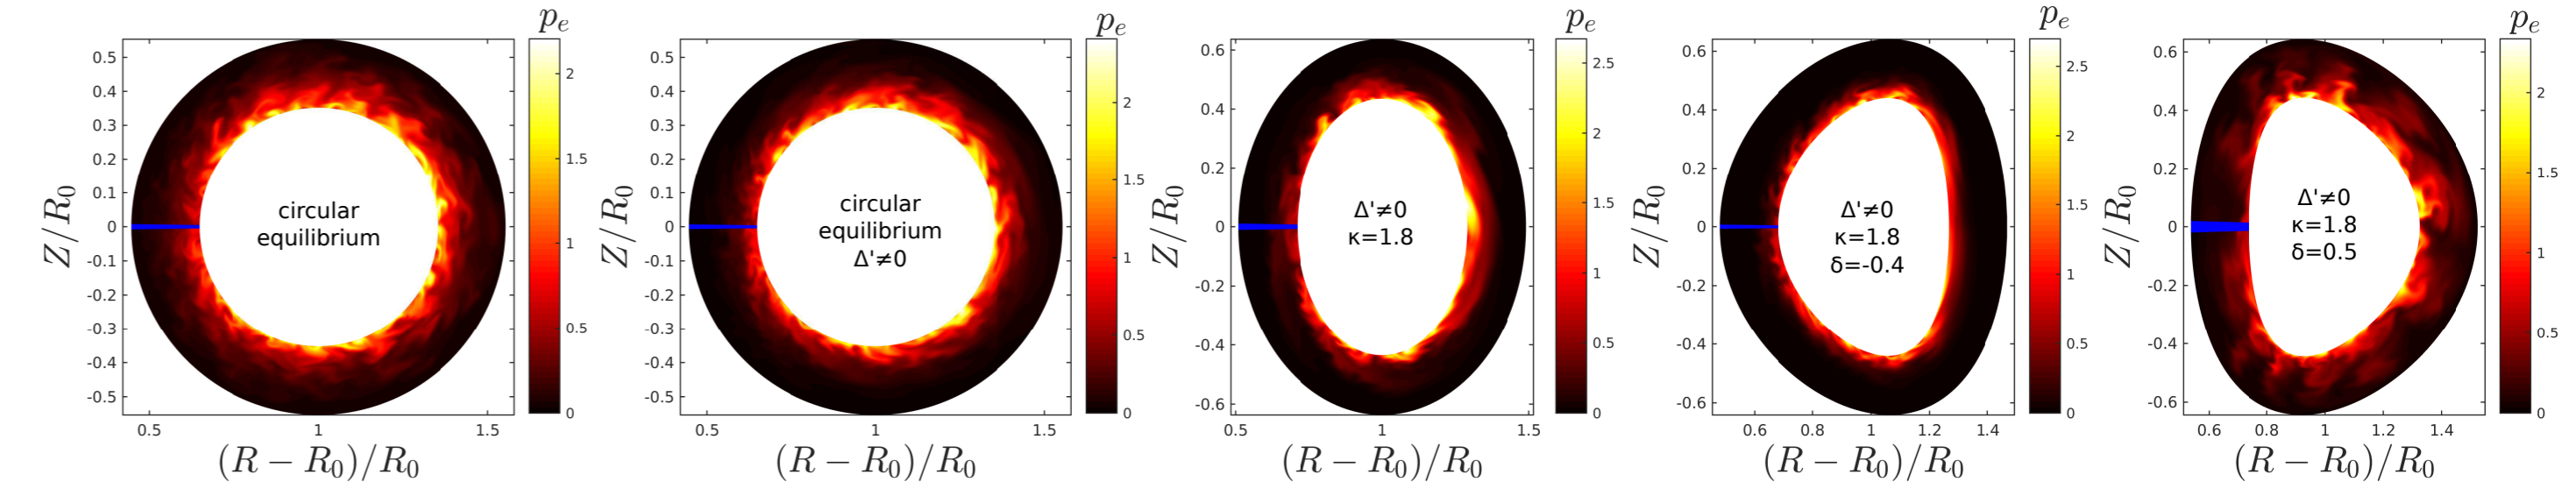 p_e
0.5
0.4
0.3
0.2
0.1
0
-0.1
-0.2
-0.3
-0.4
-0.5
Z/R_0
0.5 1 1.5
(R − R_0)/R_0
circular
equilibrium
2
1.5
1
0.5
0
p_e
0.5
0.4
0.3
0.2
0.1
0
-0.1
-0.2
-0.3
-0.4
-0.5
Z/R_0
0.5 1 1.5
(R − R_0)/R_0
circular
equilibrium
Δ'≠0
2
1.5
1
0.5
0
p_e
0.6
0.4
0.2
0
-0.2
-0.4
-0.6
Z/R_0
0.5 1 1.5
(R − R_0)/R_0
Δ'≠0
κ=1.8
2.5
2
1.5
1
0.5
0
p_e
0.6
0.4
0.2
0
-0.2
-0.4
-0.6
Z/R_0
0.6 0.8 1 1.2 1.4
(R − R_0)/R_0
Δ'≠0
κ=1.8
δ=-0.4
2.5
2
1.5
1
0.5
0
p_e
0.6
0.4
0.2
0
-0.2
-0.4
-0.6
Z/R_0
0.6 0.8 1 1.2 1.4
(R − R_0)/R_0
Δ'≠0
κ=1.8
δ=0.5
2
1.5
1
0.5
0